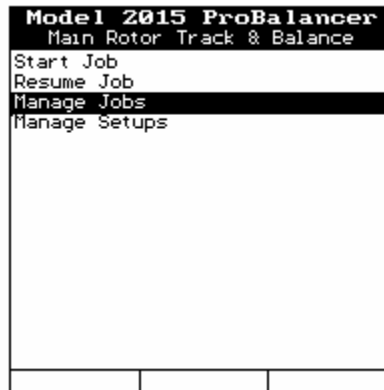 Model 2015 ProBalancer
Main Rotor Track & Balance
Start Job
Resume Job
Manage Jobs
Manage Setups